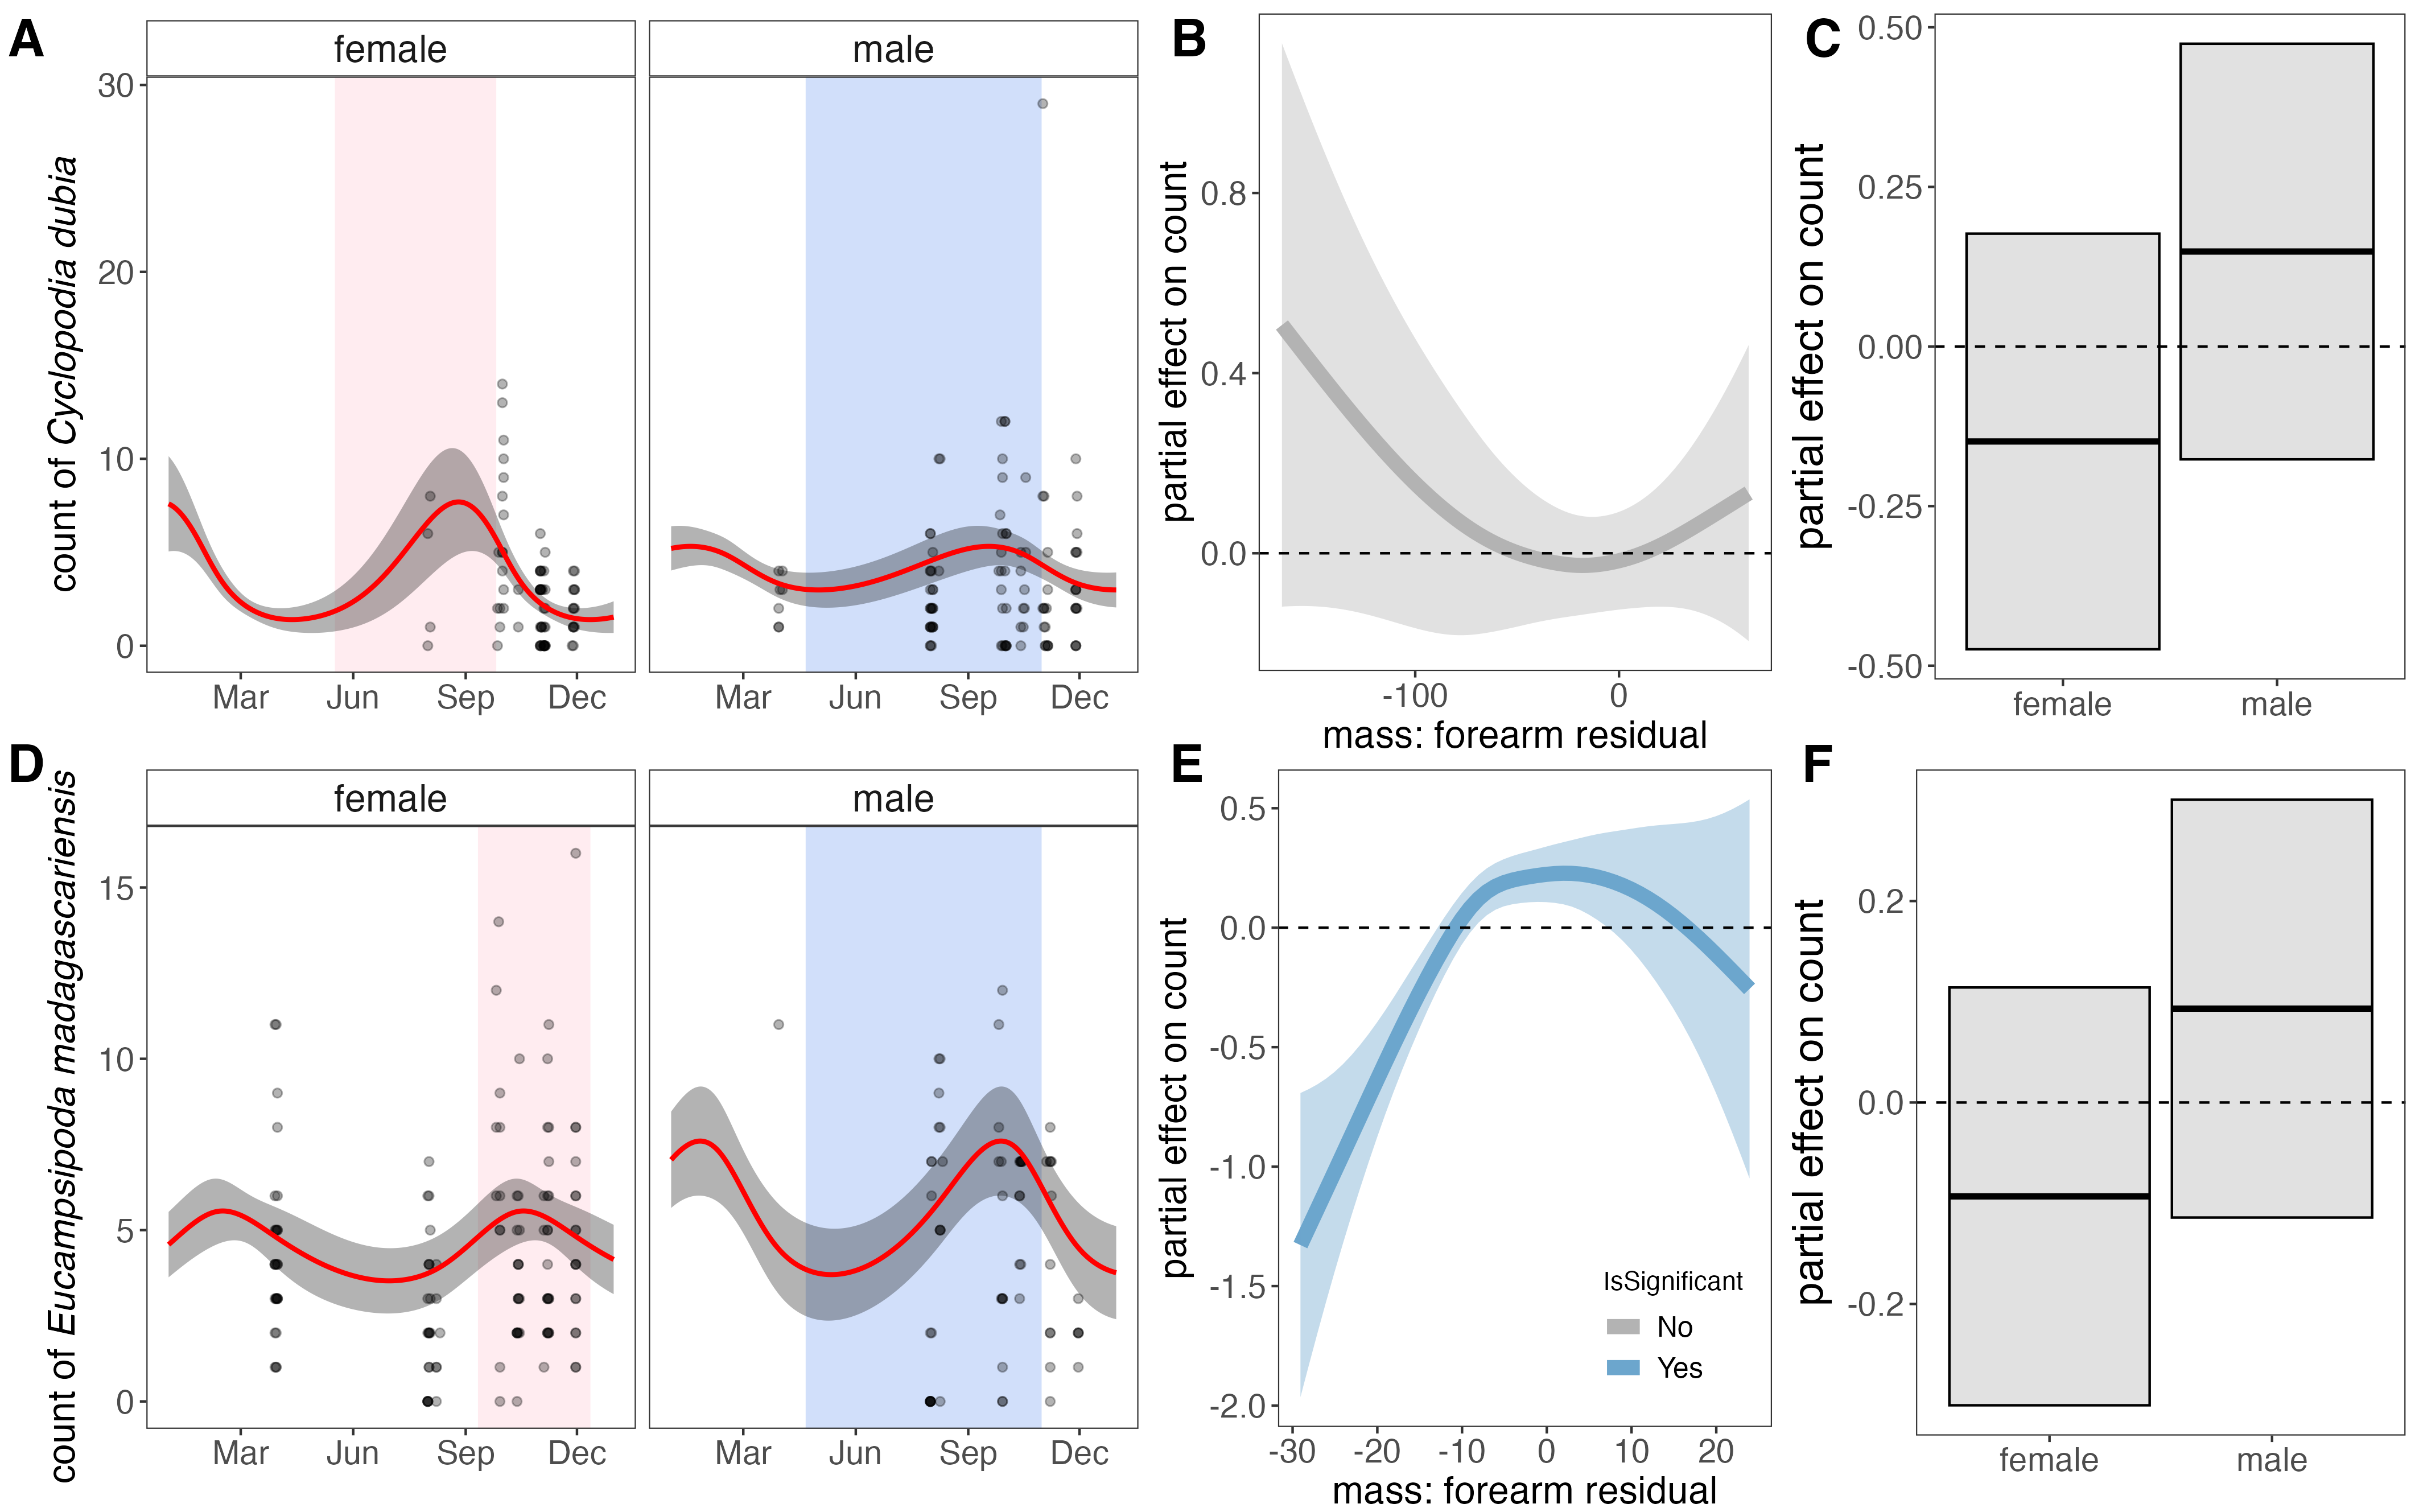 A
female
male
count of Cyclopodia dubia
30
20
10
0
Mar Jun Sep Dec
Mar Jun Sep Dec
B
partial effect on count
0.8
0.4
0.0
-100 0
mass: forearm residual
C
partial effect on count
0.50
0.25
0.00
-0.25
-0.50
female male
D
female
male
count of Eucampsipoda madagascariensis
15
10
5
0
Mar Jun Sep Dec
Mar Jun Sep Dec
E
partial effect on count
0.5
0.0
-0.5
-1.0
-1.5
-2.0
IsSignificant
No
Yes
-30 -20 -10 0 10 20
mass: forearm residual
F
partial effect on count
0.2
0.0
-0.2
female male